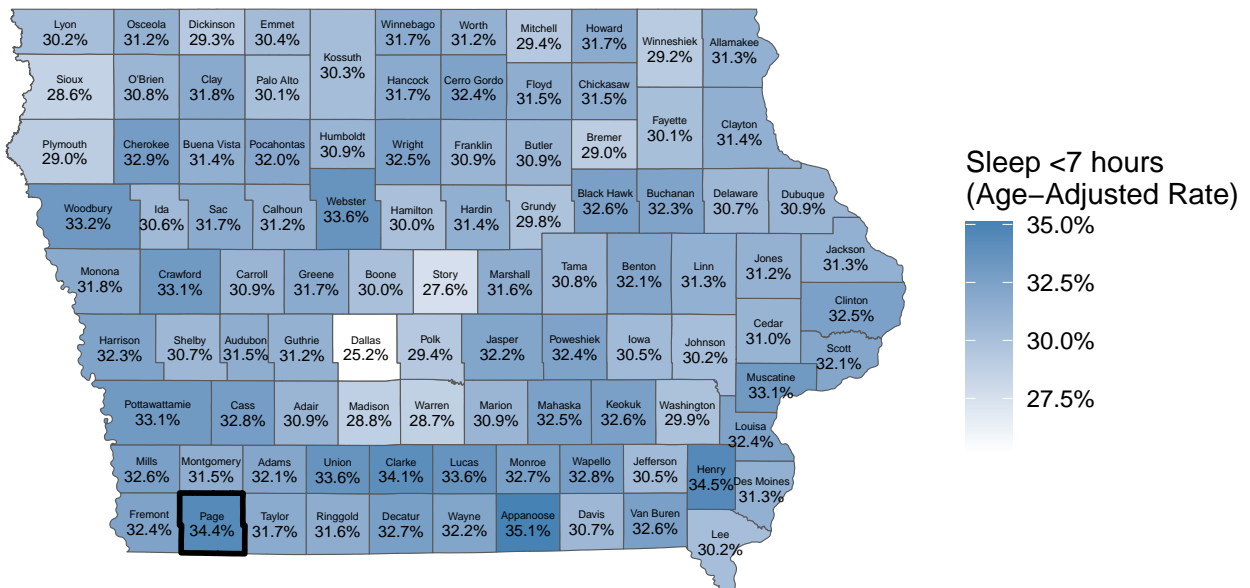 Lyon
30.2%
Osceola
31.2%
Dickinson
29.3%
Emmet
30.4%
Kossuth
30.3%
Winnebago
31.7%
Worth
31.2%
Mitchell
29.4%
Howard
31.7%
Winneshiek
29.2%
Allamakee
31.3%
Sioux
28.6%
O'Brien
30.8%
Clay
31.8%
Palo Alto
30.1%
Hancock
31.7%
Cerro Gordo
32.4%
Floyd
31.5%
Chickasaw
31.5%
Fayette
30.1%
Clayton
31.4%
Plymouth
29.0%
Cherokee
32.9%
Buena Vista
31.4%
Pocahontas
32.0%
Humboldt
30.9%
Wright
32.5%
Franklin
30.9%
Butler
30.9%
Bremer
29.0%
Woodbury
33.2%
Ida
30.6%
Sac
31.7%
Calhoun
31.2%
Webster
33.6%
Hamilton
30.0%
Hardin
31.4%
Grundy
29.8%
Black Hawk
32.6%
Buchanan
32.3%
Delaware
30.7%
Dubuque
30.9%
Monona
31.8%
Crawford
33.1%
Carroll
30.9%
Greene
31.7%
Boone
30.0%
Story
27.6%
Marshall
31.6%
Tama
30.8%
Benton
32.1%
Linn
31.3%
Jones
31.2%
Jackson
31.3%
Clinton
32.5%
Harrison
32.3%
Shelby
30.7%
Audubon
31.5%
Guthrie
31.2%
Dallas
25.2%
Polk
29.4%
Jasper
32.2%
Poweshiek
32.4%
Iowa
30.5%
Johnson
30.2%
Cedar
31.0%
Scott
32.1%
Muscatine
33.1%
Pottawattamie
33.1%
Cass
32.8%
Adair
30.9%
Madison
28.8%
Warren
28.7%
Marion
30.9%
Mahaska
32.5%
Keokuk
32.6%
Washington
29.9%
Louisa
32.4%
Mills
32.6%
Montgomery
31.5%
Adams
32.1%
Union
33.6%
Clarke
34.1%
Lucas
33.6%
Monroe
32.7%
Wapello
32.8%
Jefferson
30.5%
Henry
34.5%
Des Moines
31.3%
Fremont
32.4%
Page
34.4%
Taylor
31.7%
Ringgold
31.6%
Decatur
32.7%
Wayne
32.2%
Appanoose
35.1%
Davis
30.7%
Van Buren
32.6%
Lee
30.2%
Sleep <7 hours
(Age−Adjusted Rate)
35.0%
32.5%
30.0%
27.5%